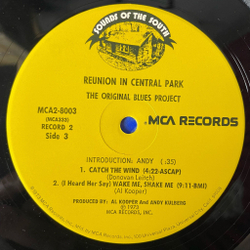 SOUNDS OF THE SOUTH
REUNION IN CENTRAL PARK
THE ORIGINAL BLUES PROJECT
MCA2-8003
(MCA333)
RECORD 2
Side 3
MCA RECORDS
INTRODUCTION: ANDY (:35)
1. CATCH THE WIND (4:22-ASCAP)
(Donovan Leitch)
2. (I Heard Her Say) WAKE ME, SHAKE ME (9:11-BMI)
(Al Kooper)
PRODUCED BY: AL KOOPER AND ANDY KULBERG
© 1973
MCA RECORDS, INC.